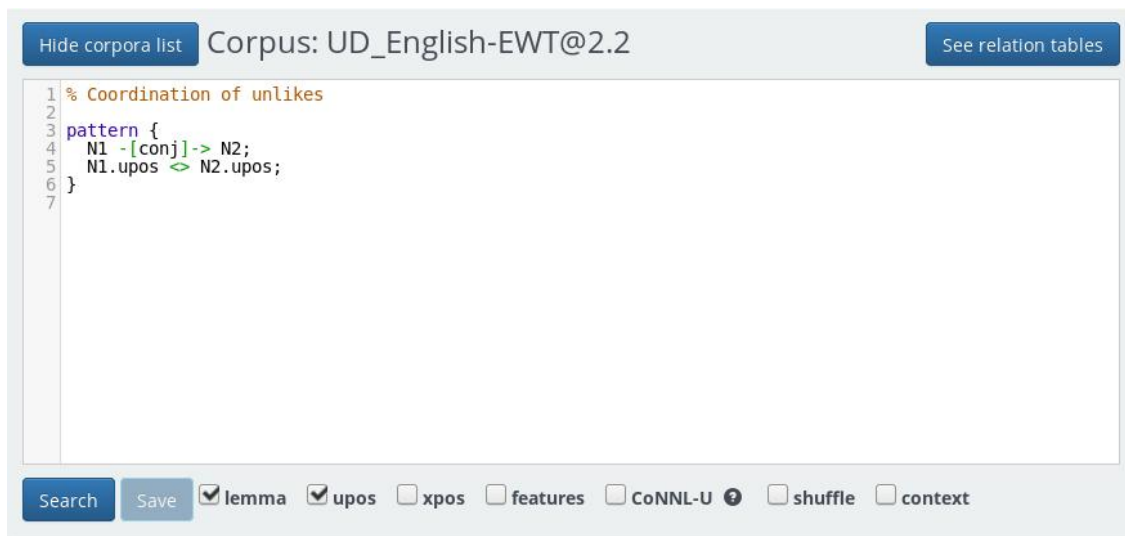 Hide corpora list Corpus: UD_English-EWT@2.2 See relation tables
1 % Coordination of unlikes
2
3 pattern {
4   N1 -[conj]-> N2;
5   N1.upos <> N2.upos;
6 }
7
Search Save lemma upos xpos features CoNNL-U ? shuffle context